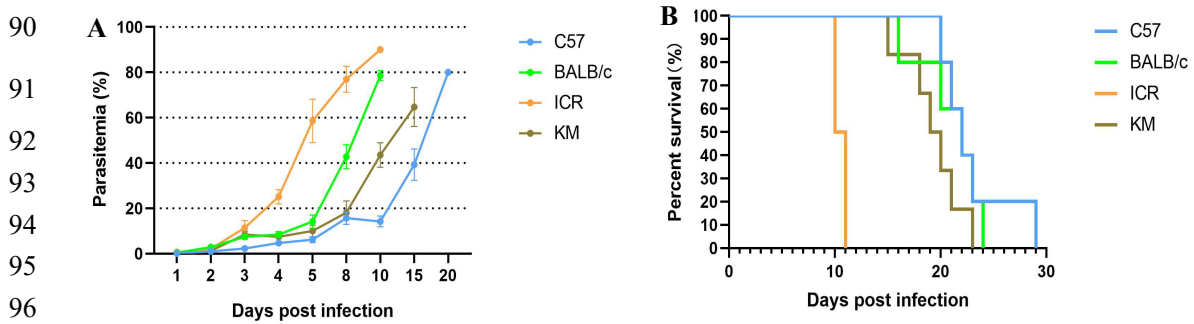 90
91
92
93
94
95
96
A
Parasitemia (%)
100
80
60
40
20
0
1 2 3 4 5 8 10 15 20
Days post infection
C57
BALB/c
ICR
KM
B
Percent survival (%)
100
90
80
70
60
50
40
30
20
10
0
0 10 20 30
Days post infection
C57
BALB/c
ICR
KM